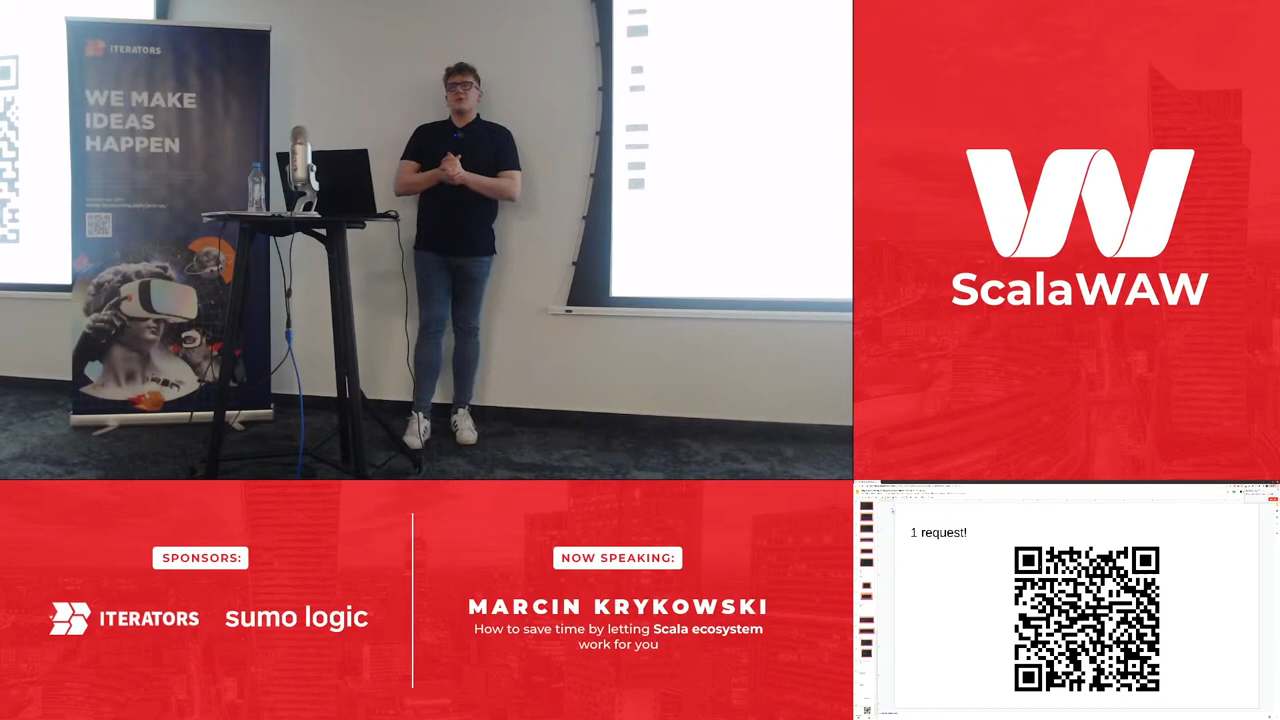 ITERATORS
WE MAKE
IDEAS
HAPPEN
ScalaWAW
SPONSORS:
ITERATORS
sumo logic
NOW SPEAKING:
MARCIN KRYKOWSKI
How to save time by letting Scala ecosystem
work for you
1 request!